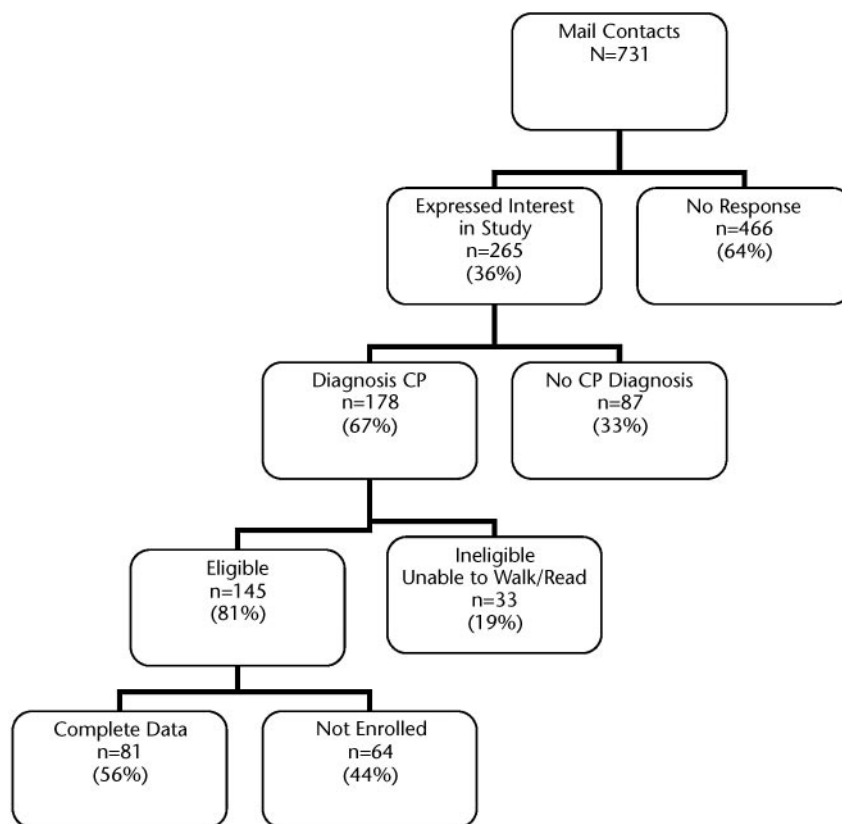 Mail Contacts
N=731
Expressed Interest
in Study
n=265
(36%)
No Response
n=466
(64%)
Diagnosis CP
n=178
(67%)
No CP Diagnosis
n=87
(33%)
Eligible
n=145
(81%)
Ineligible
Unable to Walk/Read
n=33
(19%)
Complete Data
n=81
(56%)
Not Enrolled
n=64
(44%)